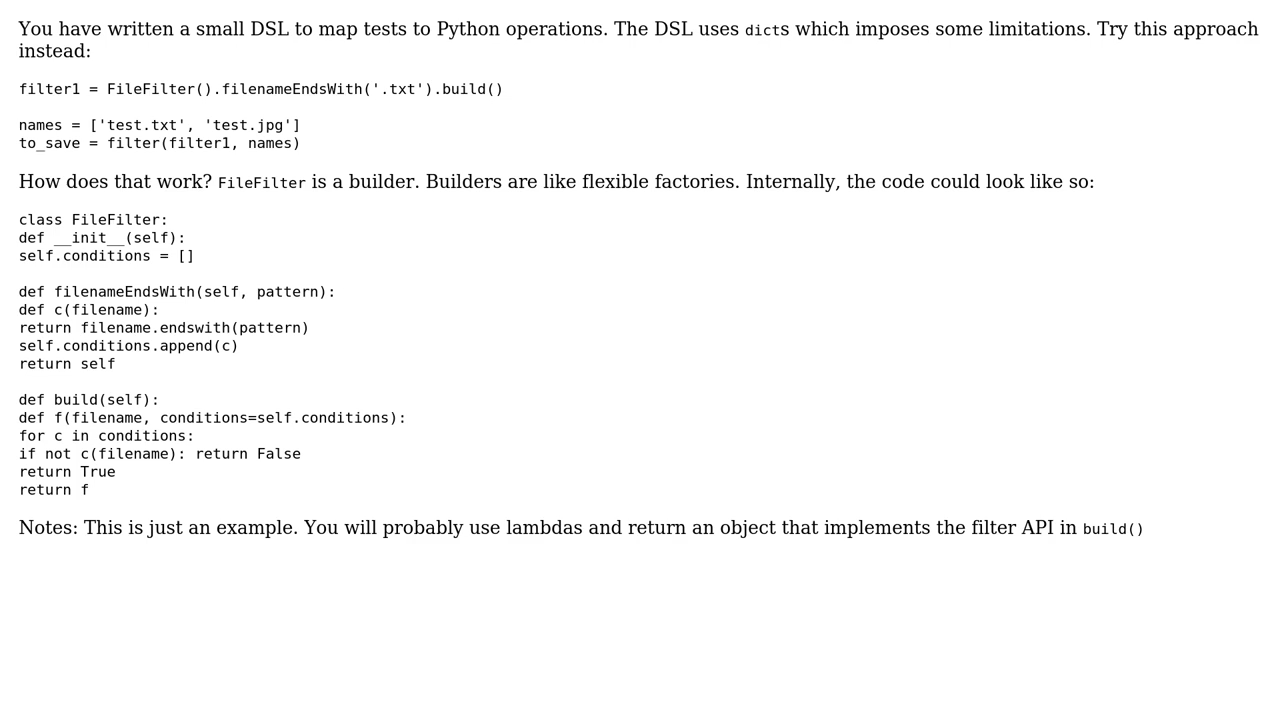 You have written a small DSL to map tests to Python operations. The DSL uses dicts which imposes some limitations. Try this approach
instead:
filter1 = FileFilter().filenameEndsWith('.txt').build()
names = ['test.txt', 'test.jpg']
to_save = filter(filter1, names)
How does that work? FileFilter is a builder. Builders are like flexible factories. Internally, the code could look like so:
class FileFilter:
def __init__(self):
self.conditions = []
def filenameEndsWith(self, pattern):
def c(filename):
return filename.endswith(pattern)
self.conditions.append(c)
return self
def build(self):
def f(filename, conditions=self.conditions):
for c in conditions:
if not c(filename): return False
return True
return f
Notes: This is just an example. You will probably use lambdas and return an object that implements the filter API in build()